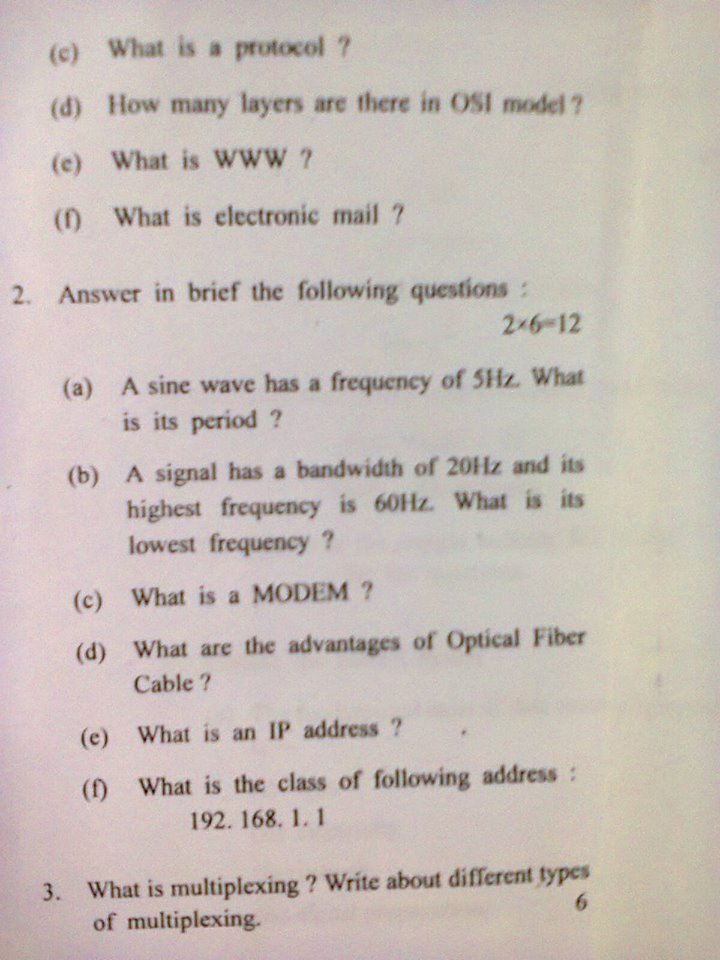 (c) What is a protocol ?
(d) How many layers are there in OSI model ?
(e) What is WWW ?
(f) What is electronic mail ?
2. Answer in brief the following questions :
2×6=12
(a) A sine wave has a frequency of 5Hz. What
is its period ?
(b) A signal has a bandwidth of 20Hz and its
highest frequency is 60Hz. What is its
lowest frequency ?
(c) What is a MODEM ?
(d) What are the advantages of Optical Fiber
Cable ?
(e) What is an IP address ?
(f) What is the class of following address :
192. 168. 1. 1
3. What is multiplexing ? Write about different types
of multiplexing. 6